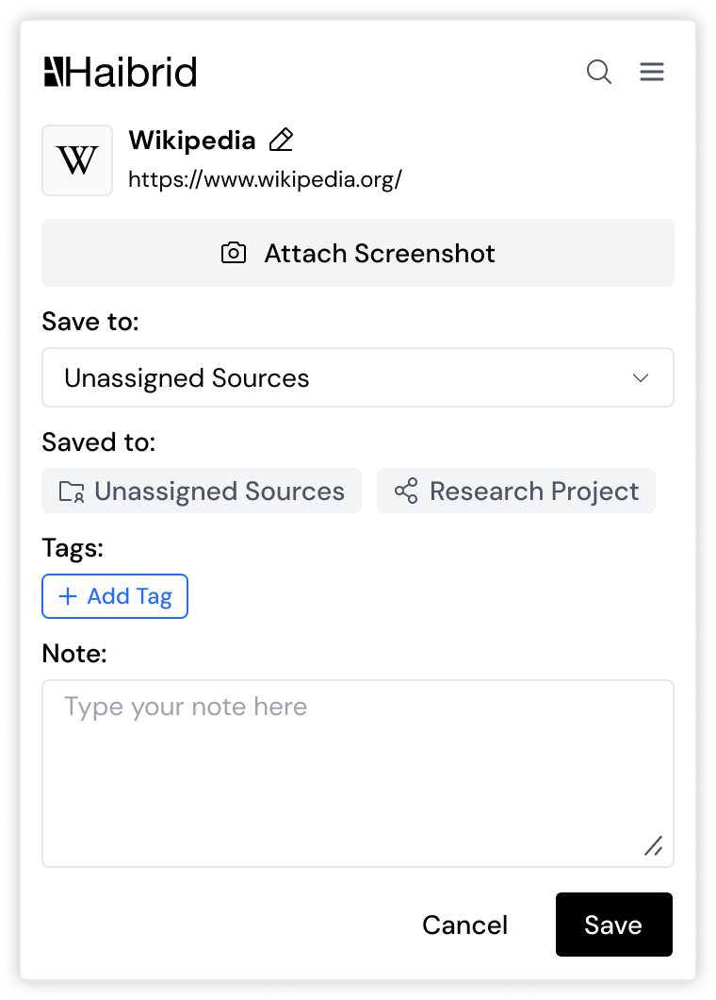 Haibrid
W
Wikipedia
https://www.wikipedia.org/
Attach Screenshot
Save to:
Unassigned Sources
Saved to:
Unassigned Sources Research Project
Tags:
+ Add Tag
Note:
Type your note here
Cancel Save